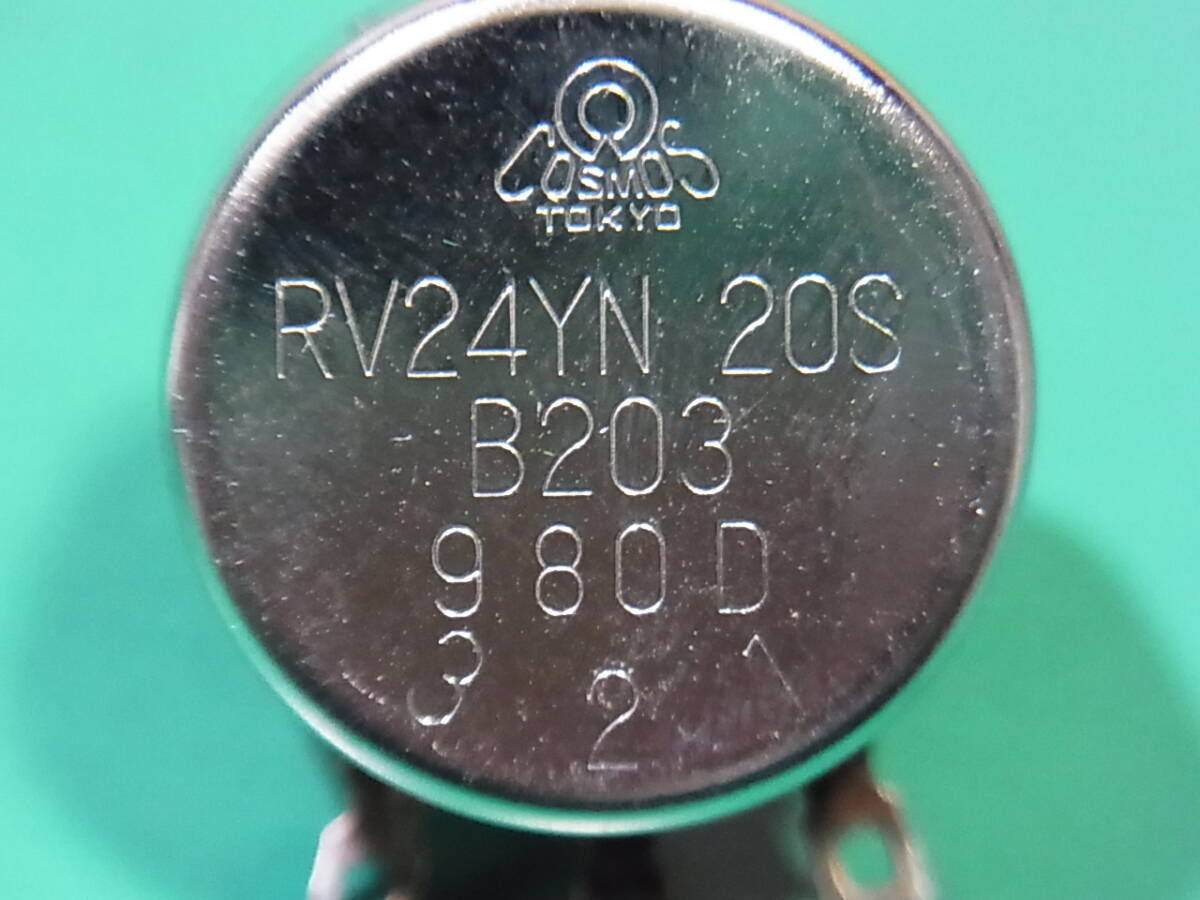 COSMOS
TOKYO
RV24YN 20S
B203
980D
3 2 1